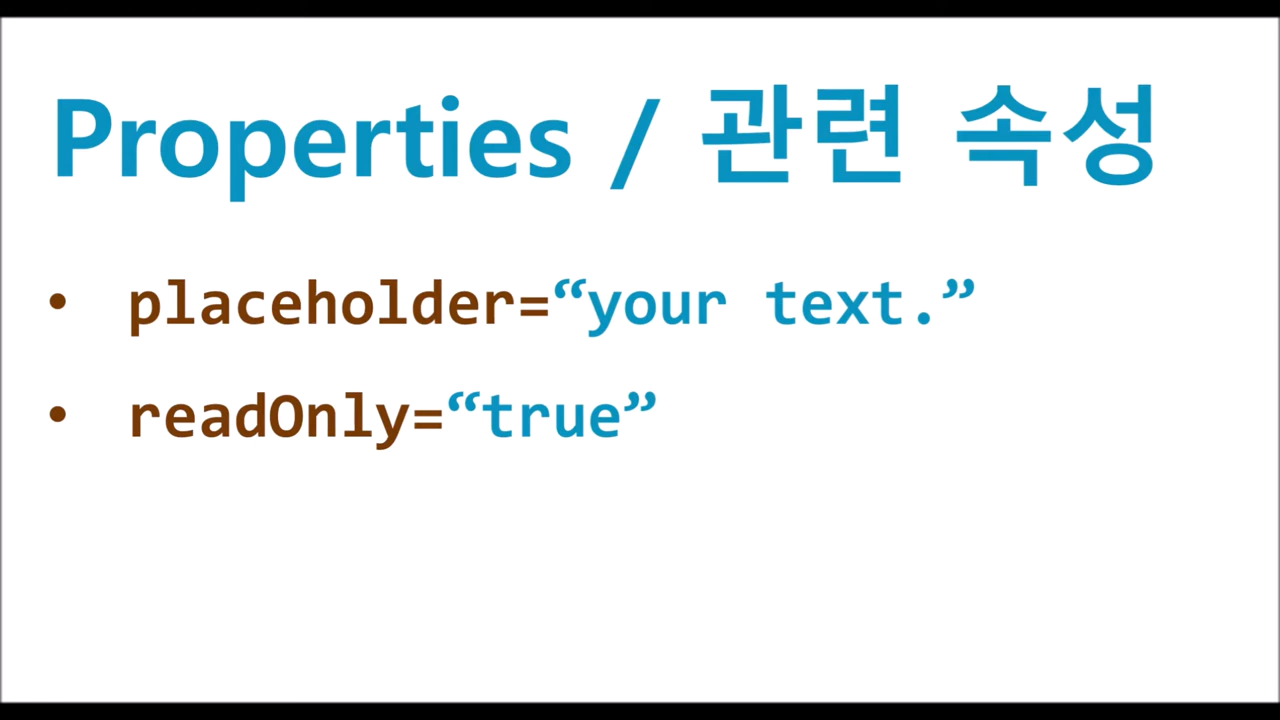 Properties / 관련 속성
• placeholder=“your text.”
• readOnly=“true”